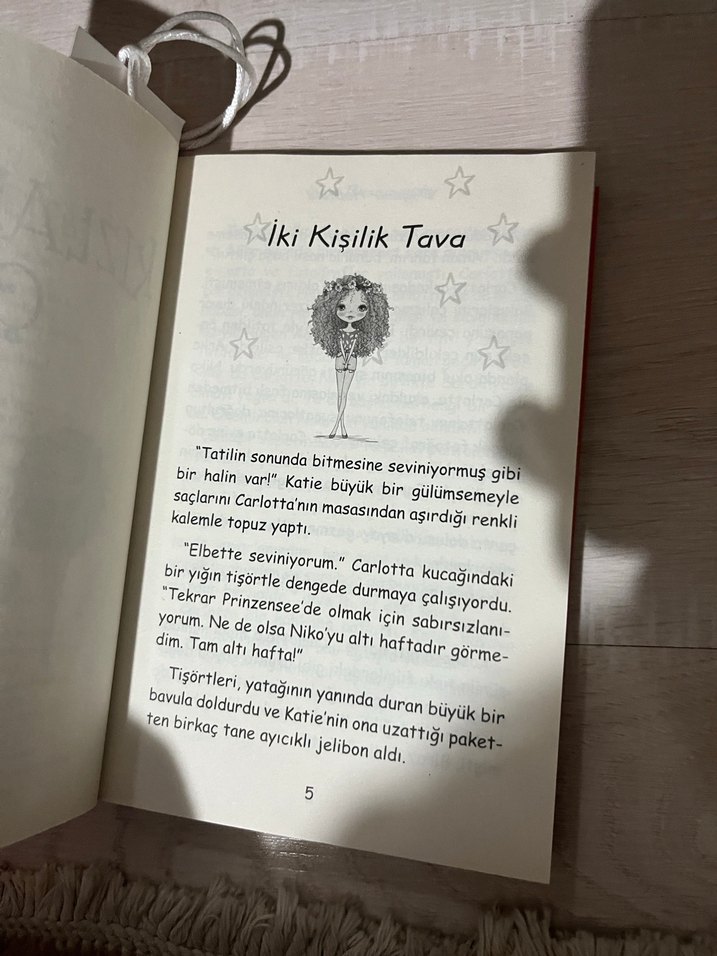 İki Kişilik Tava
"Tatilin sonunda bitmesine seviniyormuş gibi
bir halin var!" Katie büyük bir gülümsemeyle
saçlarını Carlotta'nın masasından aşırdığı renkli
kalemle topuz yaptı.
"Elbette seviniyorum." Carlotta kucağındaki
bir yığın tişörtle dengede durmaya çalışıyordu.
"Tekrar Prinzensee'de olmak için sabırsızlanı-
yorum. Ne de olsa Niko'yu altı haftadır görme-
dim. Tam altı hafta!"
Tişörtleri, yatağının yanında duran büyük bir
bavula doldurdu ve Katie'nin ona uzattığı paket-
ten birkaç tane ayıcıklı jelibon aldı.
5